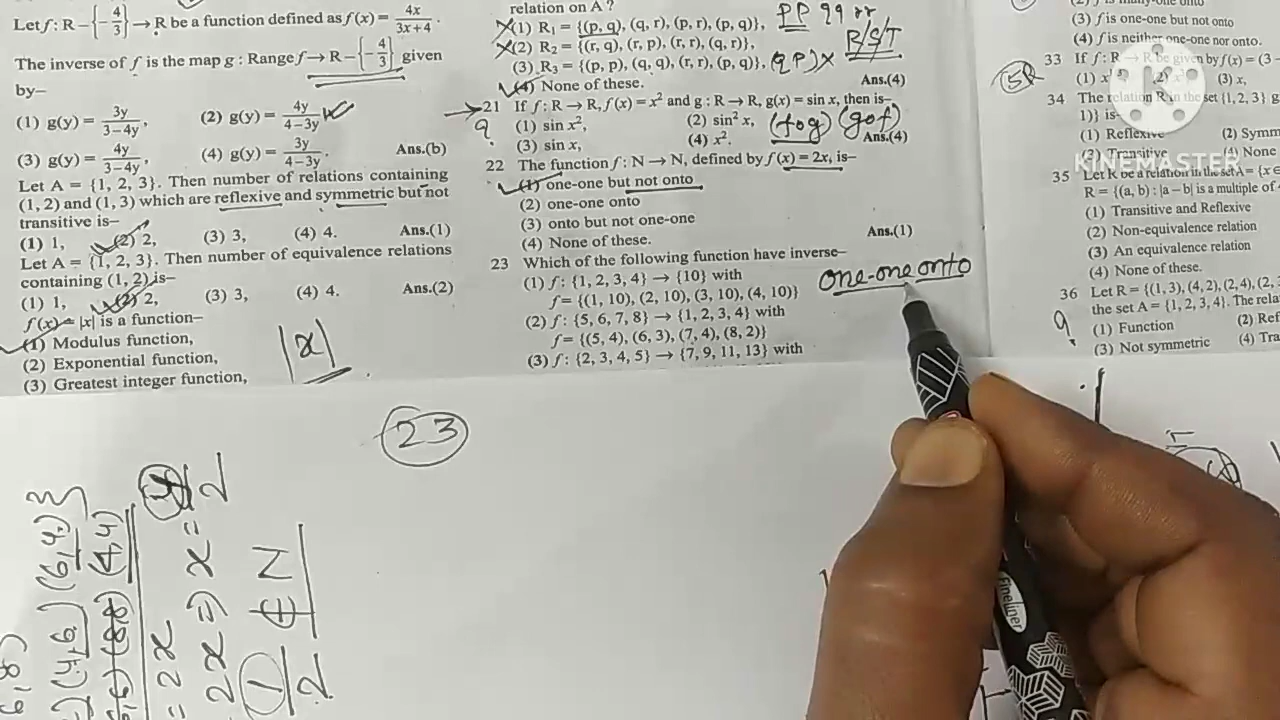 Let f : R – {–4/3} → R be a function defined as f(x) = 4x/3x + 4.
The inverse of f is the map g : Range f → R – {–4/3} given
by–
(1) g(y) = 3y/3–4y, (2) g(y) = 4y/4–3y,
(3) g(y) = 4y/3–4y, (4) g(y) = 3y/4–3y. Ans.(b)
Let A = {1, 2, 3}. Then number of relations containing
(1, 2) and (1, 3) which are reflexive and symmetric but not
transitive is–
(1) 1, (2) 2, (3) 3, (4) 4. Ans.(1)
Let A = {1, 2, 3}. Then number of equivalence relations
containing (1, 2) is–
(1) 1, (2) 2, (3) 3, (4) 4. Ans.(2)
f(x) = |x| is a function–
(1) Modulus function,
(2) Exponential function,
(3) Greatest integer function,
|x|
relation on A ?
(1) R₁ = {(p, q), (q, r), (p, r), (p, q)}, PP qq rr
(2) R₂ = {(r, q), (r, p), (r, r), (q, r)}, R/S/T
(3) R₃ = {(p, p), (q, q), (r, r), (p, q)}, (q p) x
(4) None of these. Ans.(4)
21 If f : R → R, f(x) = x² and g : R → R, g(x) = sin x, then is–
(1) sin x², (2) sin² x, (fog) (gof)
(3) sin x, (4) x². Ans.(4)
22 The function f : N → N, defined by f(x) = 2x, is–
(1) one-one but not onto
(2) one-one onto
(3) onto but not one-one
(4) None of these. Ans.(1)
23 Which of the following function have inverse–
one-one onto
(1) f : {1, 2, 3, 4} → {10} with
f = {(1, 10), (2, 10), (3, 10), (4, 10)}
(2) f : {5, 6, 7, 8} → {1, 2, 3, 4} with
f = {(5, 4), (6, 3), (7, 4), (8, 2)}
(3) f : {2, 3, 4, 5} → {7, 9, 11, 13} with
(3) f is one-one but not onto
(4) f is neither one-one nor onto.
33 If f : R → R be given by f(x) = (3 –
(3) x,
34 The relation R in the set {1, 2, 3} g
1)} is–
(1) Reflexive (2) Symm
(3) Transitive (4) None
KINEMASTER
35 Let R be a relation in the set A = {x ∈
R = {(a, b) : |a – b| is a multiple of
(1) Transitive and Reflexive
(2) Non-equivalence relation
(3) An equivalence relation
(4) None of these.
36 Let R = {(1, 3), (4, 2), (2, 4), (2,
the set A = {1, 2, 3, 4}. The rela
(1) Function (2) Ref
(3) Not symmetric (4) Tra
23
(6, 4)}
(4, 4)
= 2x
2x ⇒ x = y/2
1/2 ∉ N
Fineliner